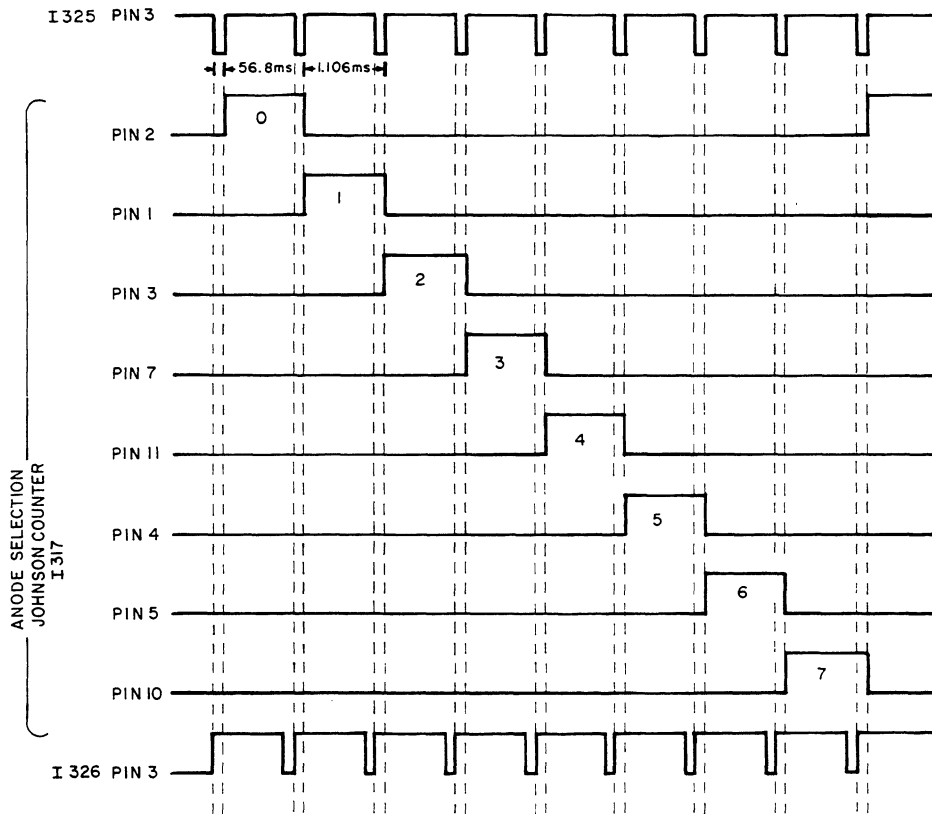 I 325 PIN 3
56.8ms 1.106ms
PIN 2 0
PIN 1 1
PIN 3 2
PIN 7 3
PIN 11 4
PIN 4 5
PIN 5 6
PIN 10 7
ANODE SELECTION
JOHNSON COUNTER
I 317
I 326 PIN 3